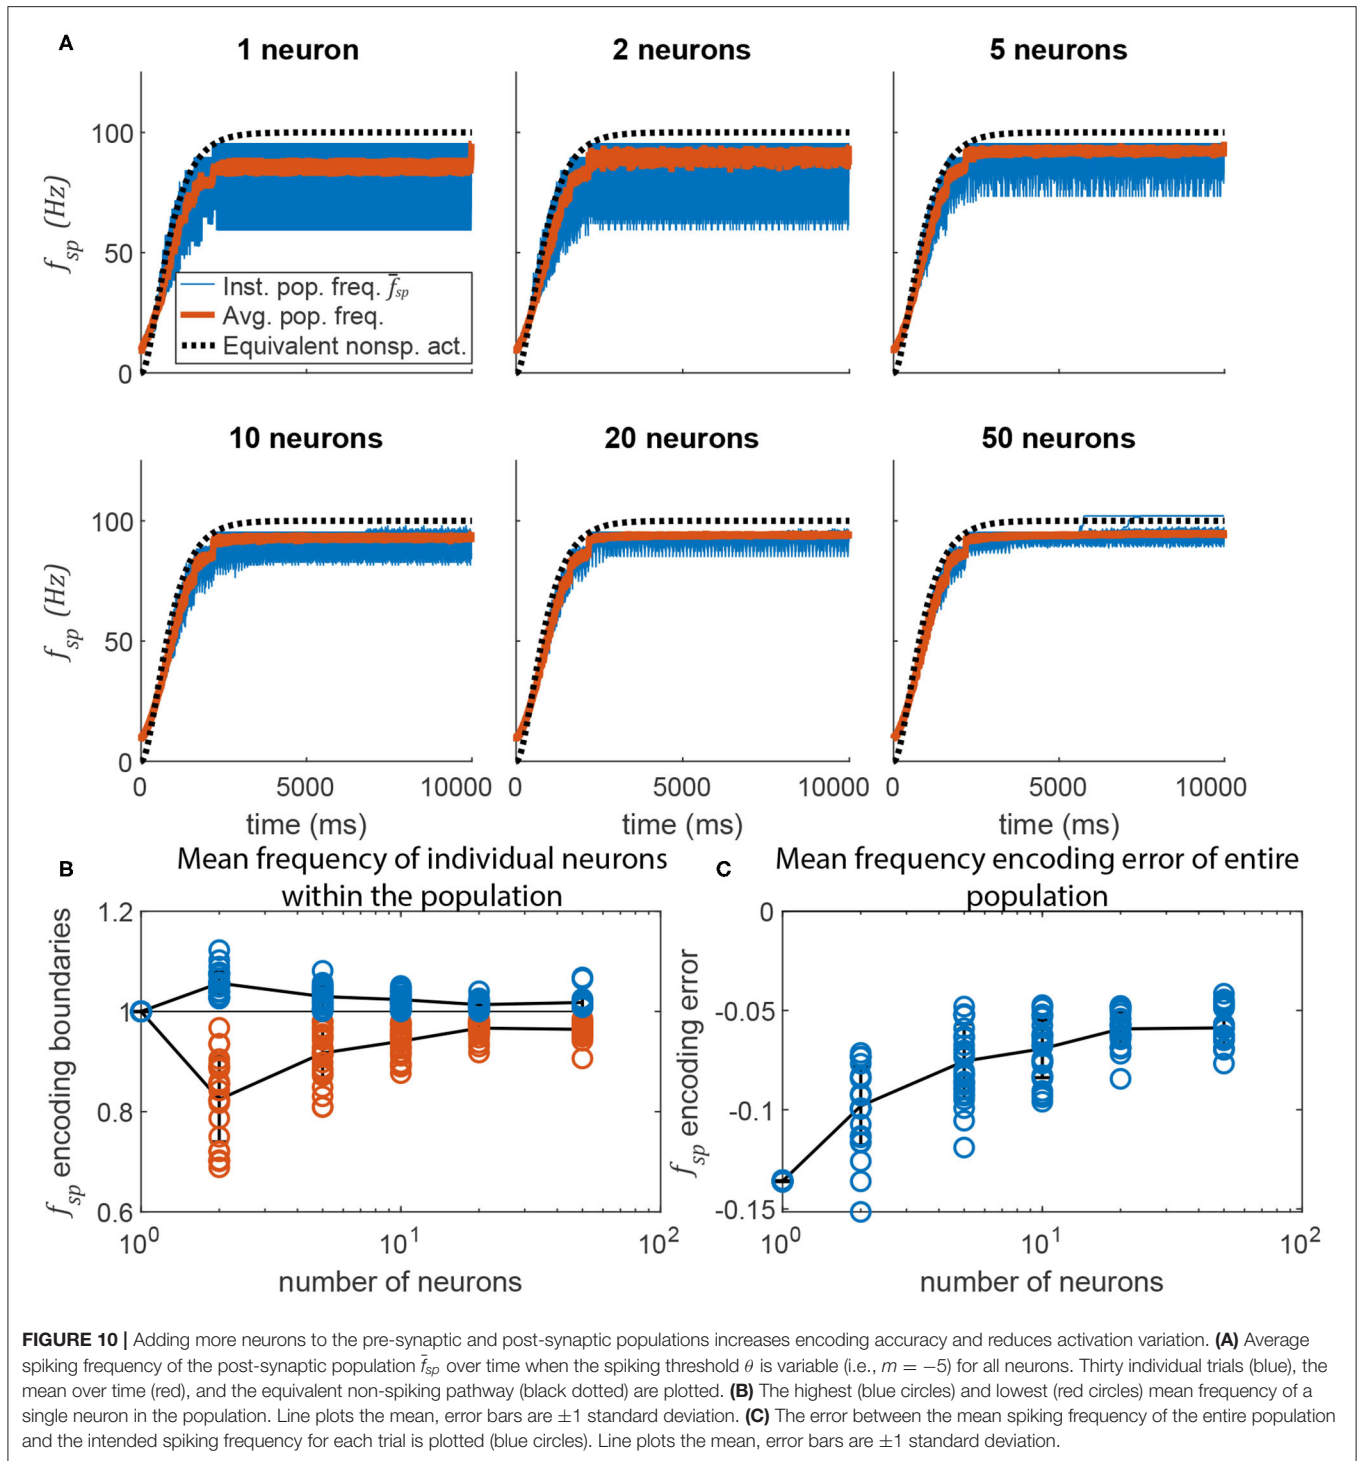 A
1 neuron
2 neurons
5 neurons
100
50
0
f_sp (Hz)
Inst. pop. freq. f̄_sp
Avg. pop. freq.
Equivalent nonsp. act.
10 neurons
20 neurons
50 neurons
100
50
0
f_sp (Hz)
0 5000 10000
0 5000 10000
0 5000 10000
time (ms)
time (ms)
time (ms)
B
Mean frequency of individual neurons
within the population
1.2
1
0.8
0.6
f_sp encoding boundaries
10^0 10^1 10^2
number of neurons
C
Mean frequency encoding error of entire
population
0
-0.05
-0.1
-0.15
f_sp encoding error
10^0 10^1 10^2
number of neurons
FIGURE 10 | Adding more neurons to the pre-synaptic and post-synaptic populations increases encoding accuracy and reduces activation variation. (A) Average
spiking frequency of the post-synaptic population f̄_sp over time when the spiking threshold θ is variable (i.e., m = −5) for all neurons. Thirty individual trials (blue), the
mean over time (red), and the equivalent non-spiking pathway (black dotted) are plotted. (B) The highest (blue circles) and lowest (red circles) mean frequency of a
single neuron in the population. Line plots the mean, error bars are ±1 standard deviation. (C) The error between the mean spiking frequency of the entire population
and the intended spiking frequency for each trial is plotted (blue circles). Line plots the mean, error bars are ±1 standard deviation.